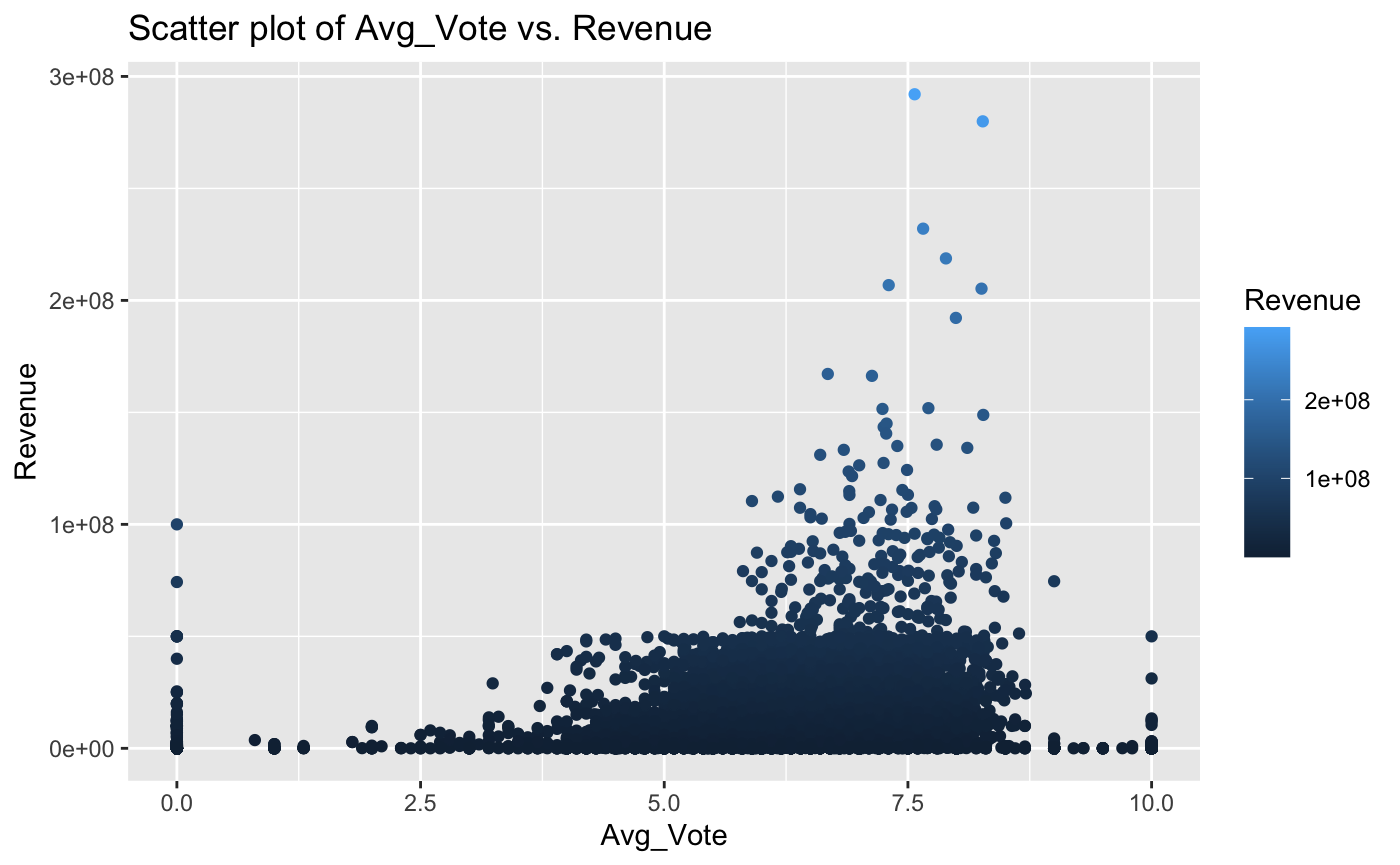 Scatter plot of Avg_Vote vs. Revenue
3e+08
2e+08
1e+08
0e+00
Revenue
0.0 2.5 5.0 7.5 10.0
Avg_Vote
Revenue
2e+08
1e+08